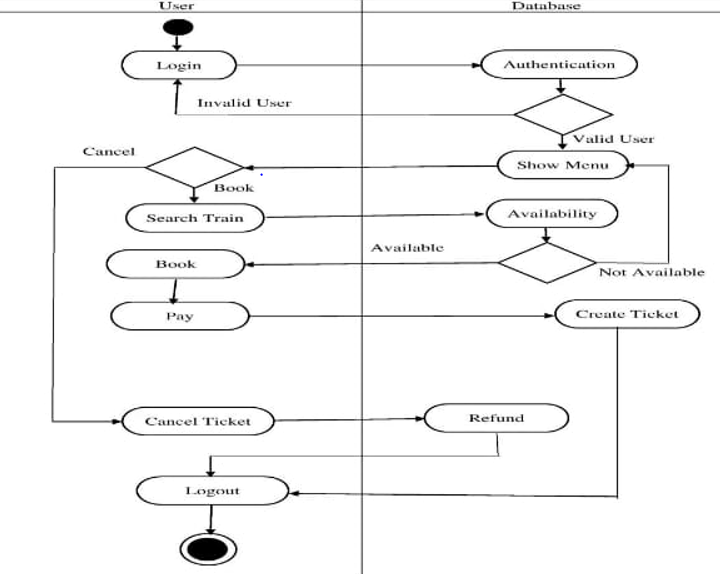 User Database
Login Authentication
Invalid User
Valid User
Cancel
Show Menu
Book
Search Train Availability
Available
Book Not Available
Pay Create Ticket
Cancel Ticket Refund
Logout